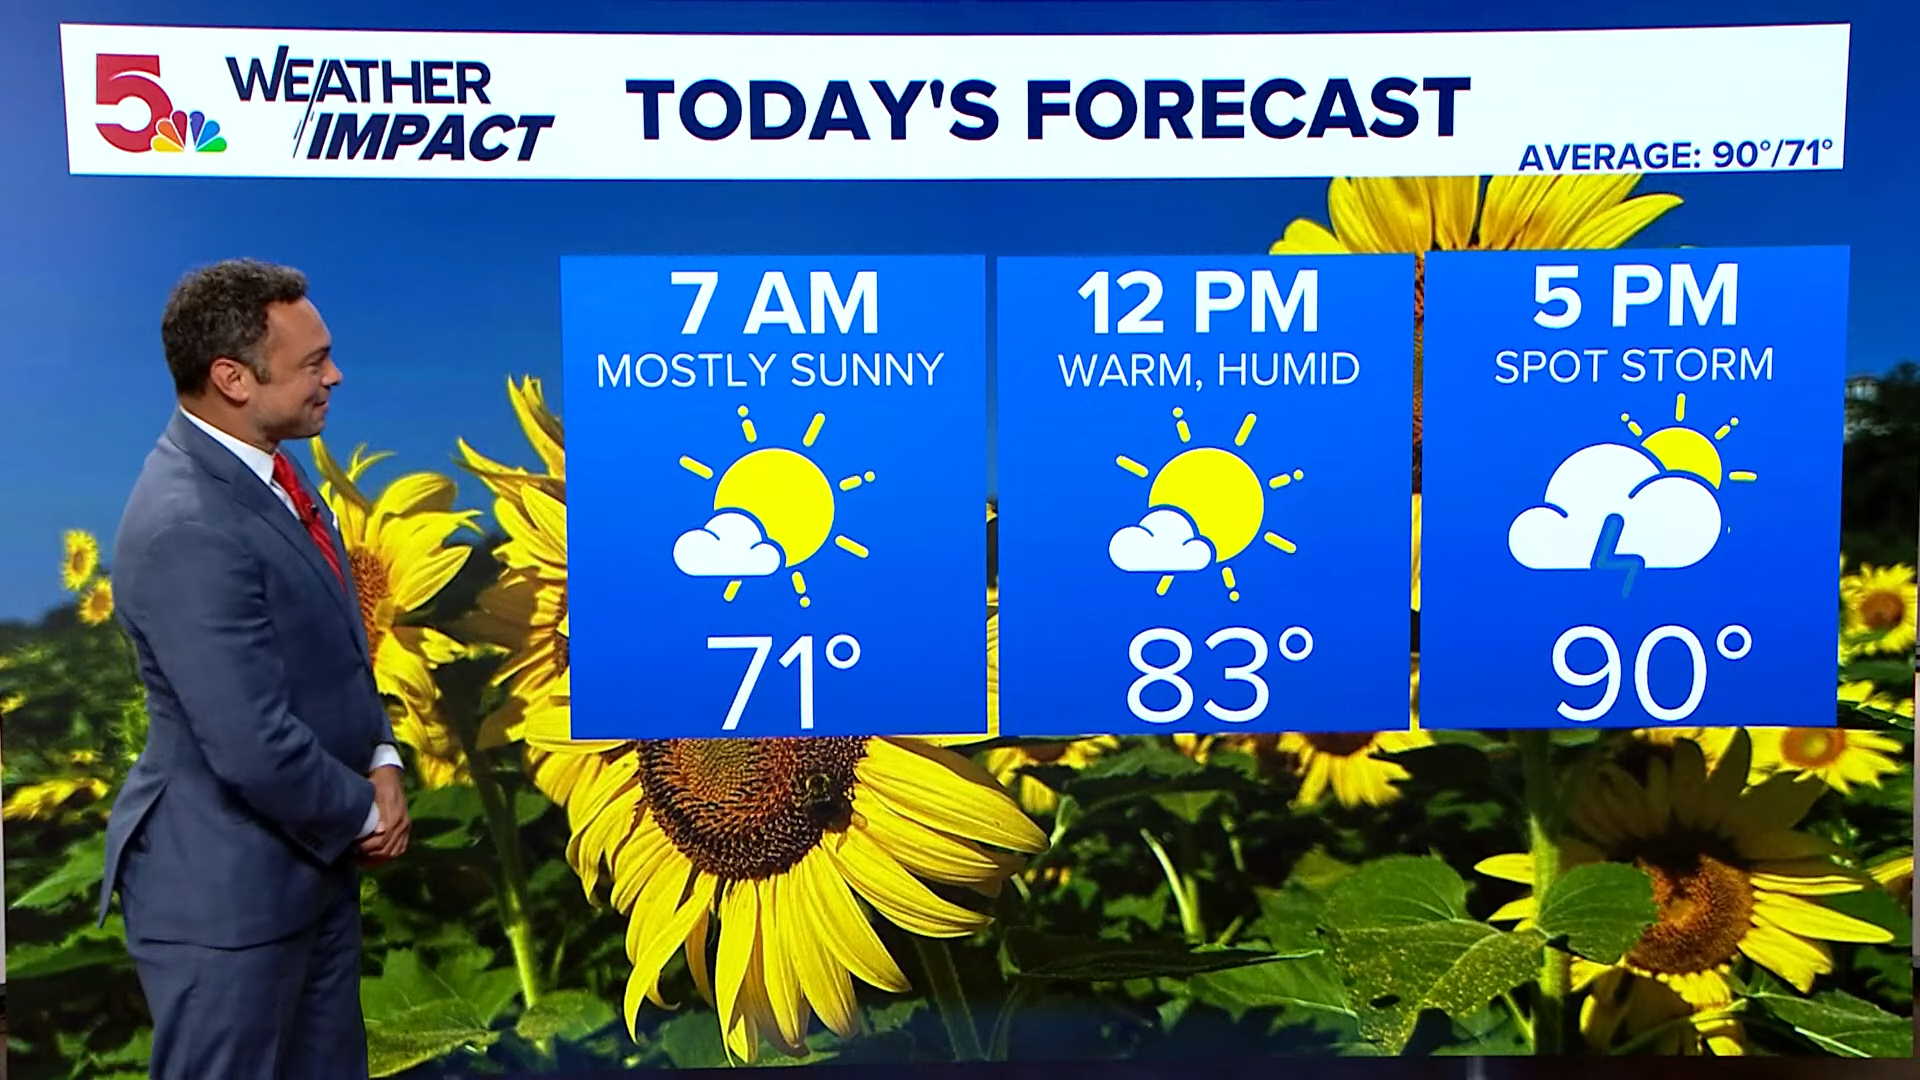 5 WEATHER
IMPACT
TODAY'S FORECAST
AVERAGE: 90°/71°
7 AM
MOSTLY SUNNY
71°
12 PM
WARM, HUMID
83°
5 PM
SPOT STORM
90°